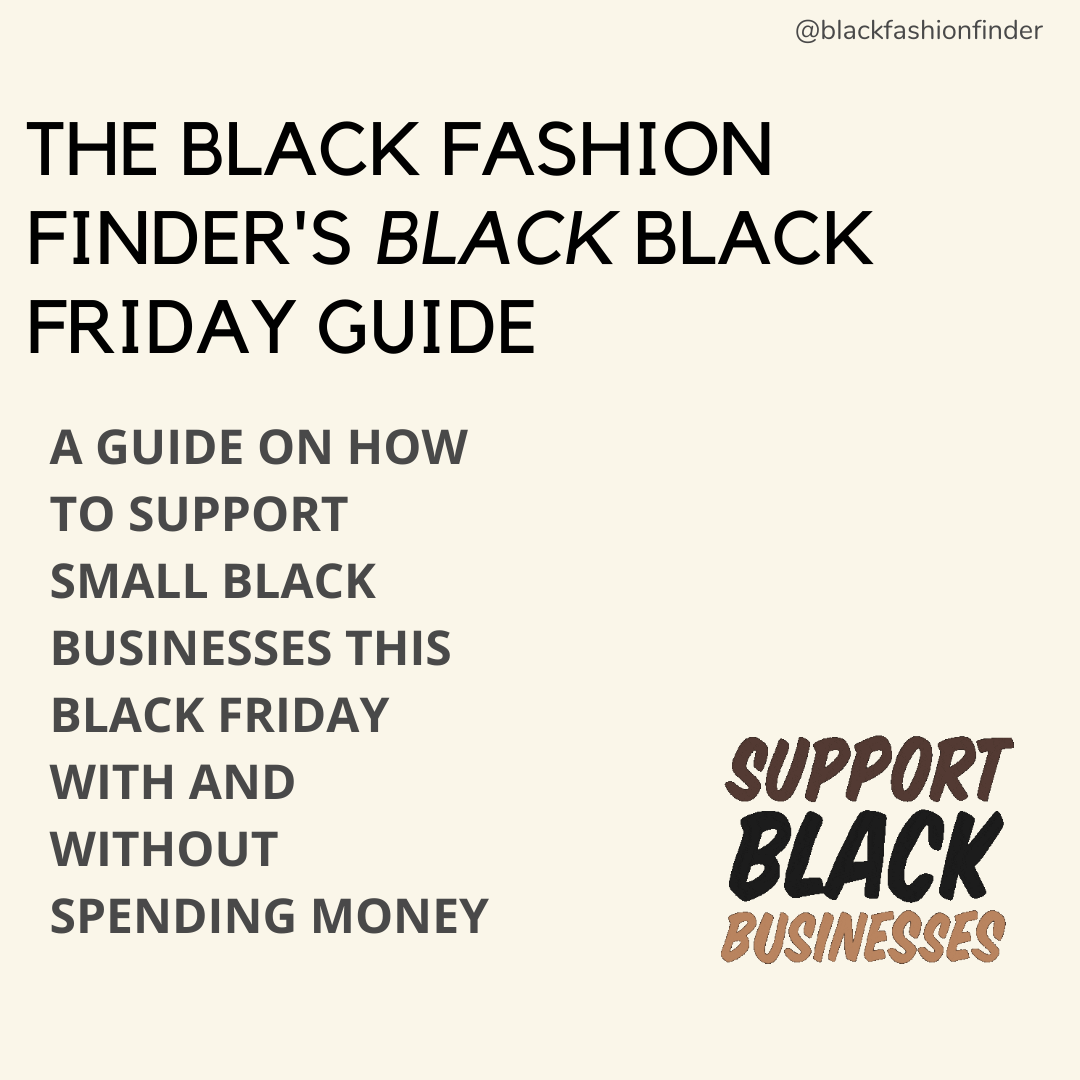 @blackfashionfinder
THE BLACK FASHION
FINDER'S BLACK BLACK
FRIDAY GUIDE
A GUIDE ON HOW
TO SUPPORT
SMALL BLACK
BUSINESSES THIS
BLACK FRIDAY
WITH AND
WITHOUT
SPENDING MONEY
SUPPORT
BLACK
BUSINESSES